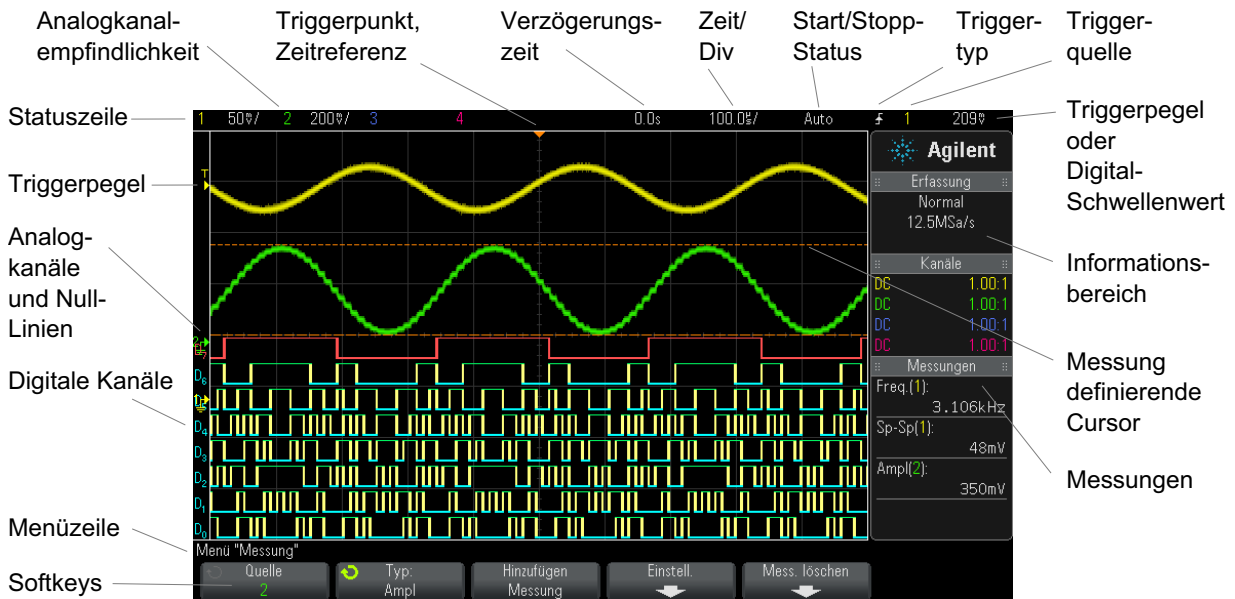 Analogkanal-
empfindlichkeit
Triggerpunkt,
Zeitreferenz
Verzögerungs-
zeit
Zeit/
Div
Start/Stopp-
Status
Trigger-
typ
Trigger-
quelle
Statuszeile
1 50mV/ 2 200mV/ 3 4 0.0s 100.0µs/ Auto 1 209mV
Triggerpegel
oder
Digital-
Schwellenwert
Triggerpegel
T
Agilent
Erfassung
Normal
12.5MSa/s
Analog-
kanäle
und Null-
Linien
Informations-
bereich
Kanäle
DC 1.00:1
DC 1.00:1
DC 1.00:1
DC 1.00:1
Digitale Kanäle
2
D6
D4
D3
D2
D1
D0
Messung
definierende
Cursor
Messungen
Freq.(1):
3.106kHz
Sp-Sp(1):
48mV
Ampl(2):
350mV
Messungen
Menüzeile
Menü "Messung"
Softkeys
Quelle
2
Typ:
Ampl
Hinzufügen
Messung
Einstell.
Mess. löschen